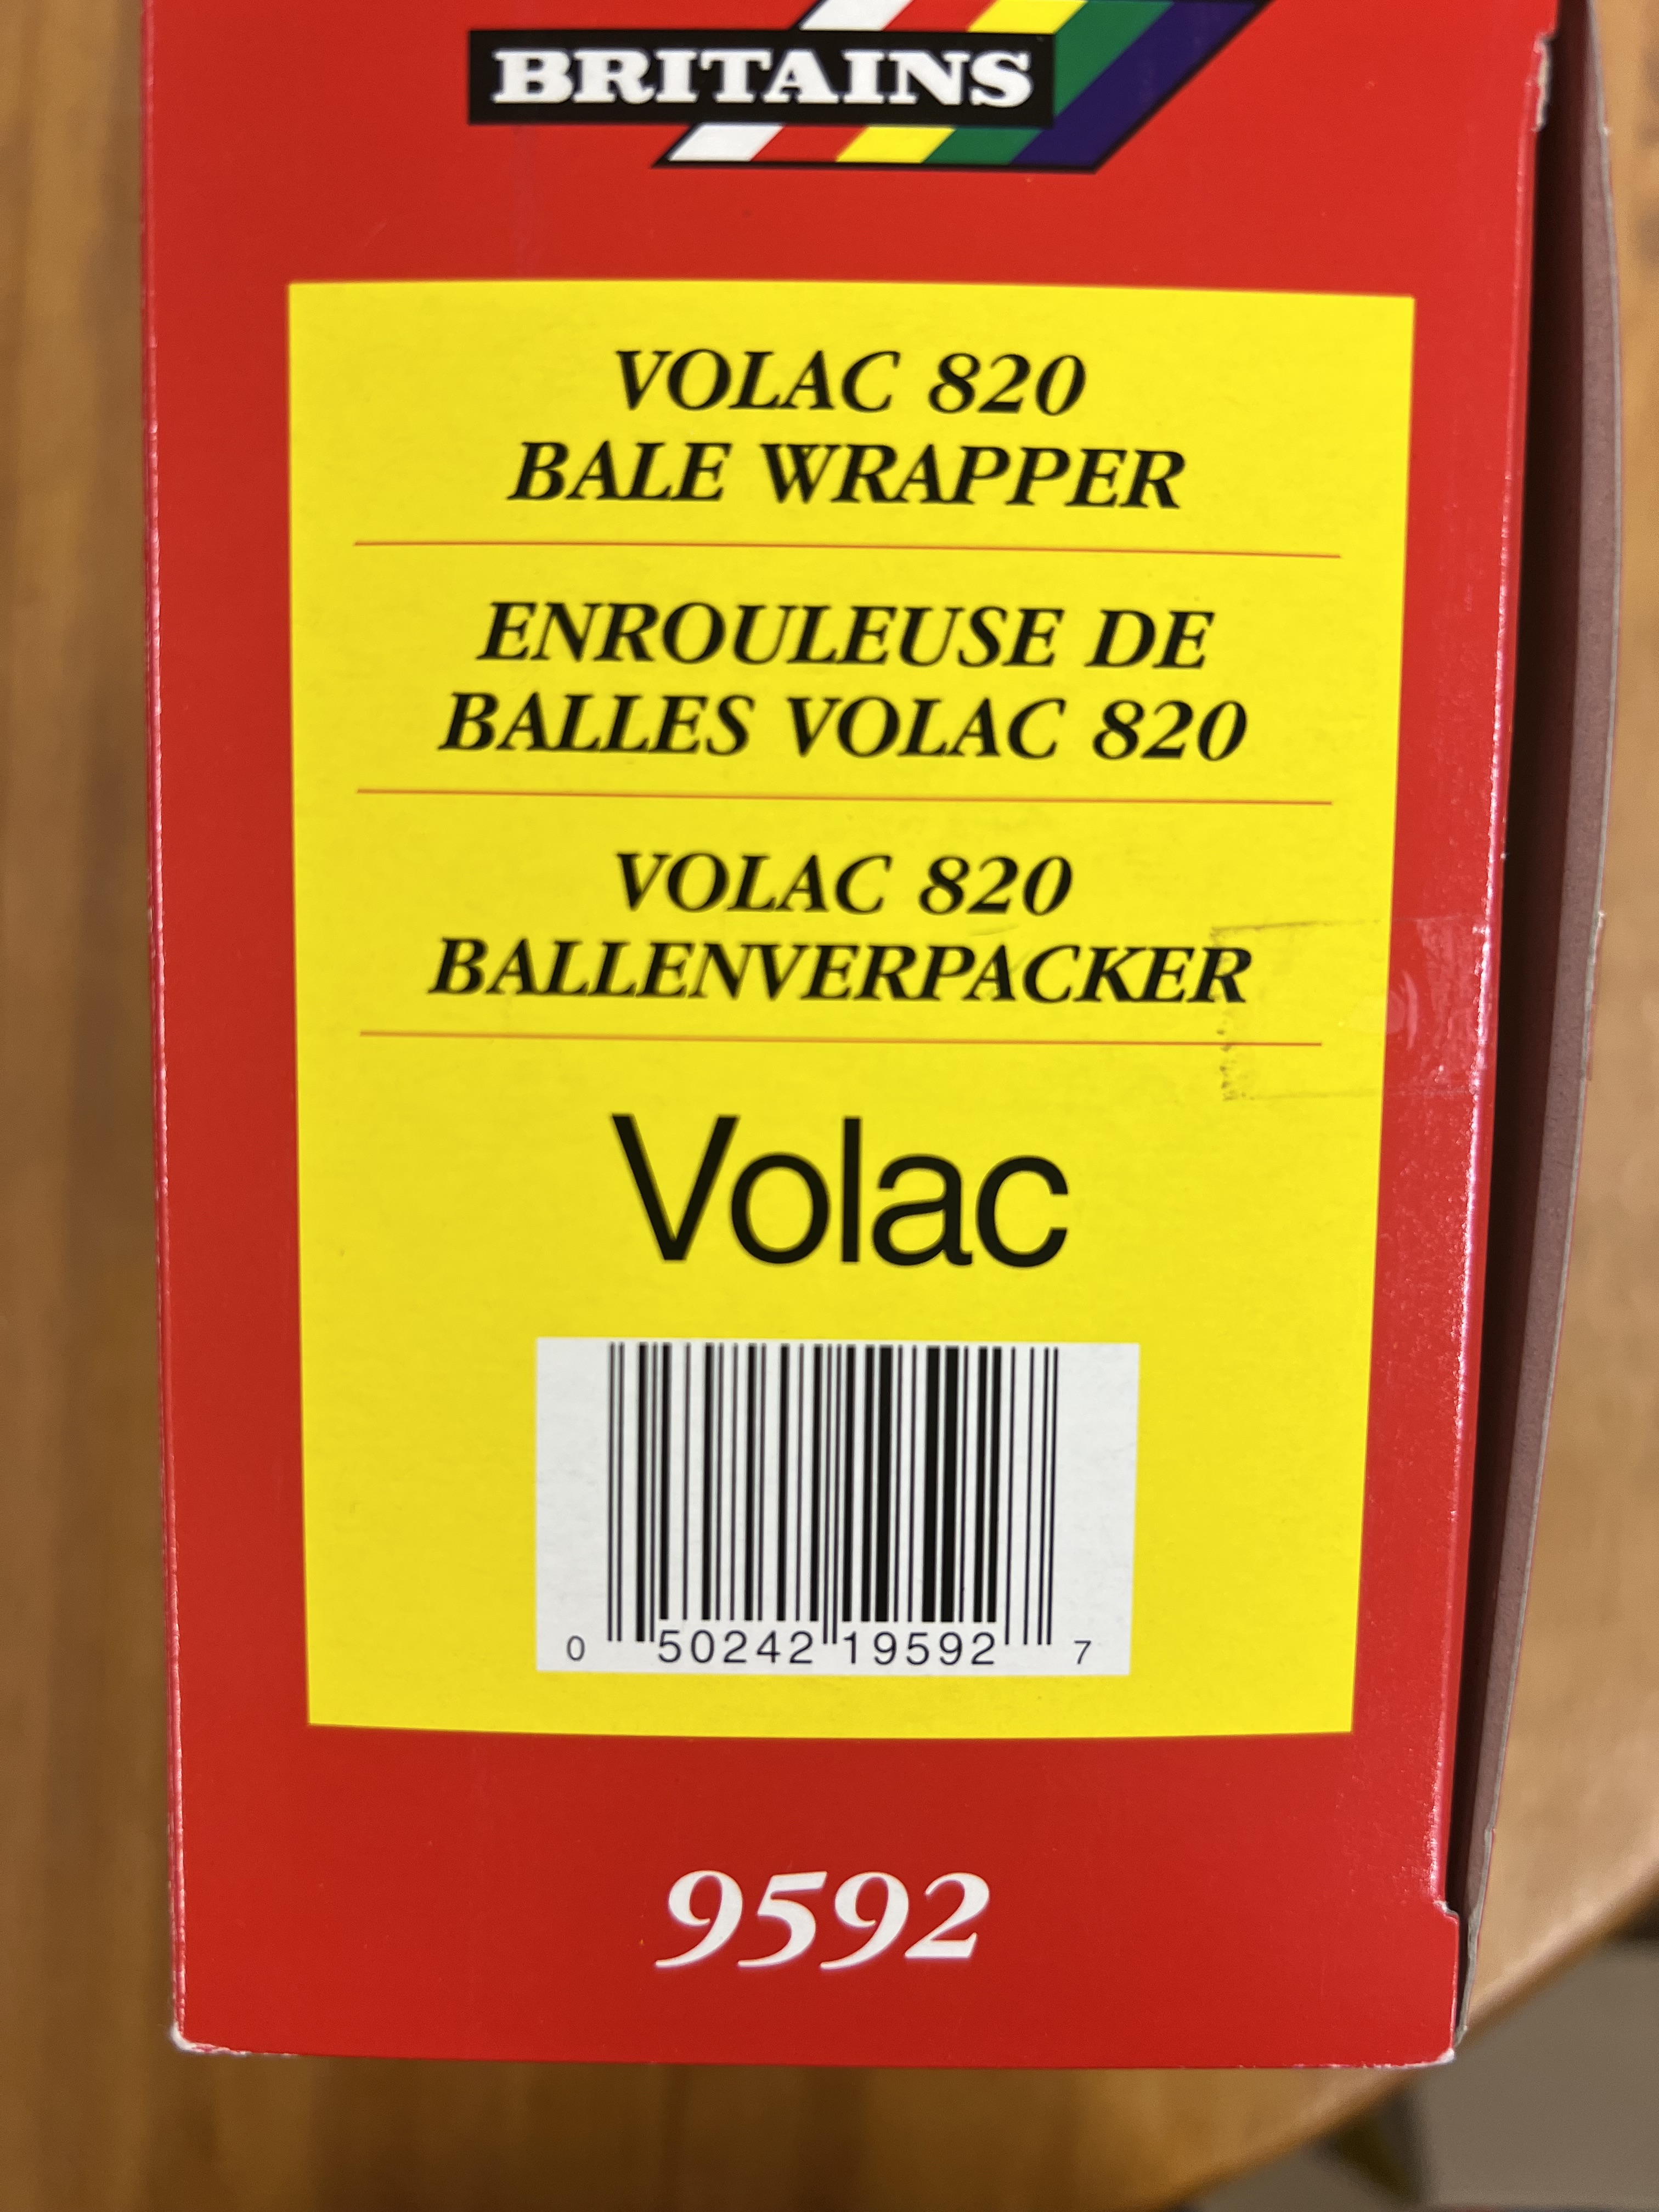 BRITAINS
VOLAC 820
BALE WRAPPER
ENROULEUSE DE
BALLES VOLAC 820
VOLAC 820
BALLENVERPACKER
Volac
0 50242 19592 7
9592